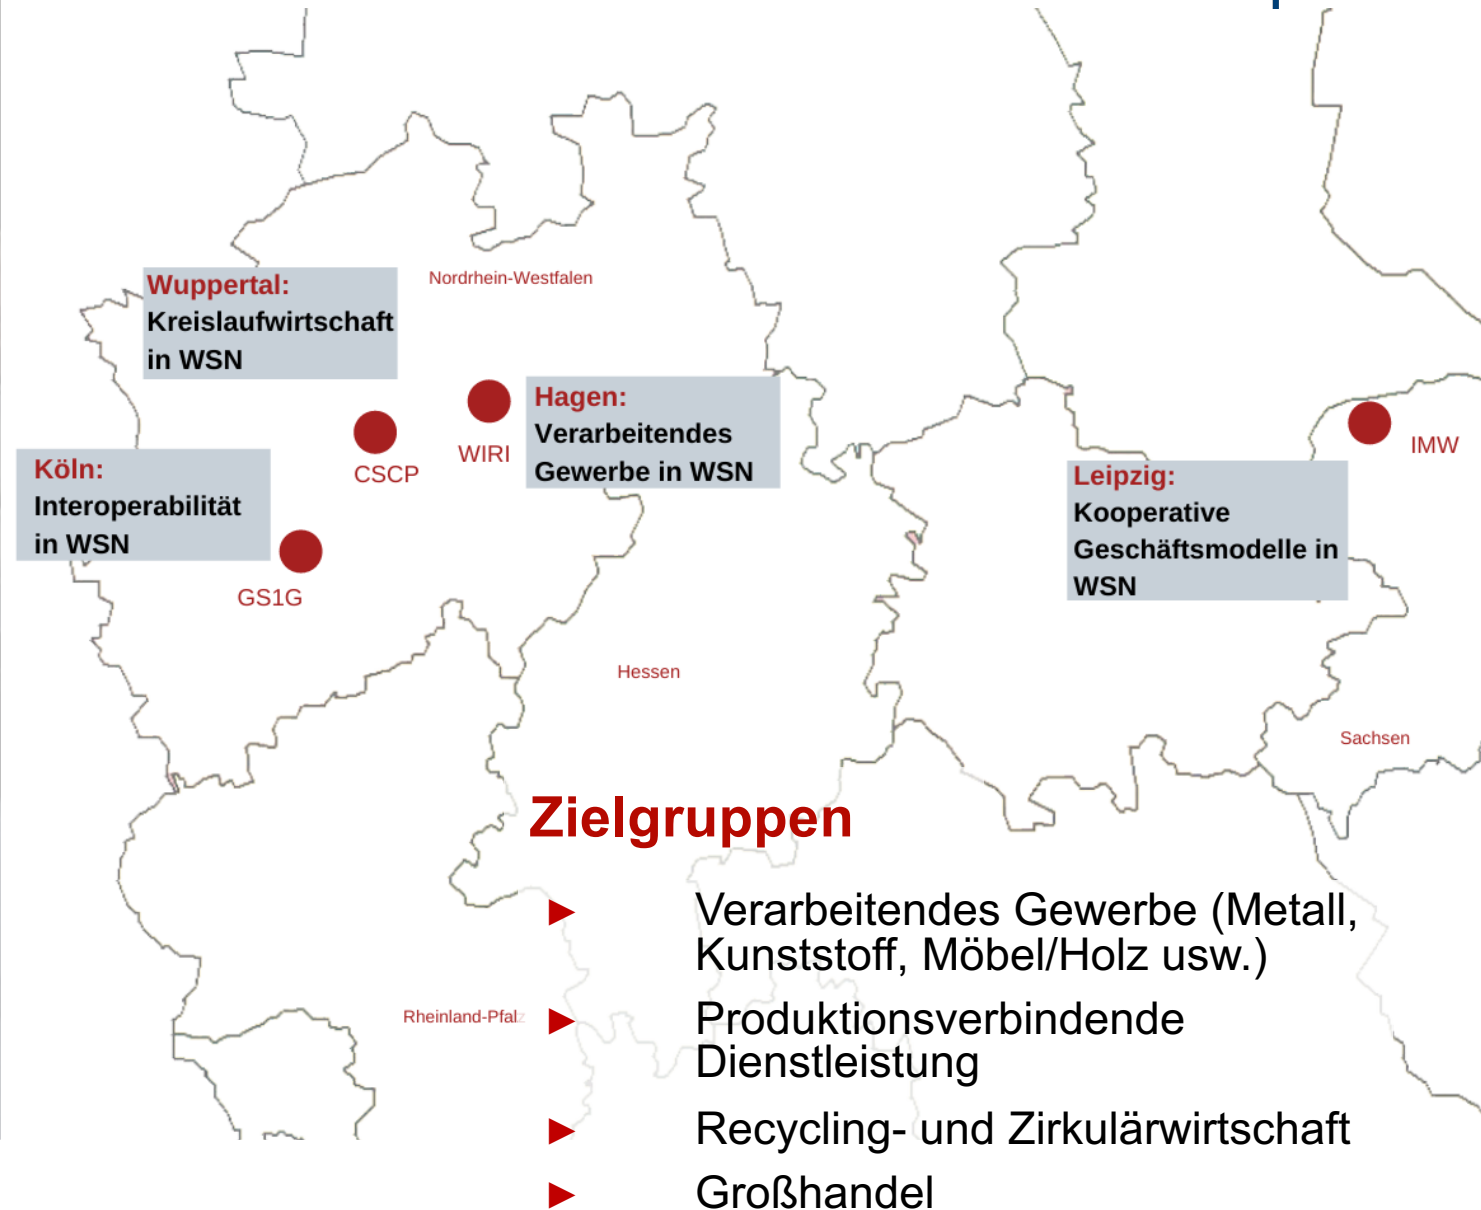 Nordrhein-Westfalen
Wuppertal:
Kreislaufwirtschaft
in WSN
Hagen:
Verarbeitendes
Gewerbe in WSN
WIRI
CSCP
Köln:
Interoperabilität
in WSN
GS1G
IMW
Leipzig:
Kooperative
Geschäftsmodelle in
WSN
Hessen
Sachsen
Zielgruppen
► Verarbeitendes Gewerbe (Metall,
Kunststoff, Möbel/Holz usw.)
Rheinland-Pfalz
► Produktionsverbindende
Dienstleistung
► Recycling- und Zirkulärwirtschaft
► Großhandel